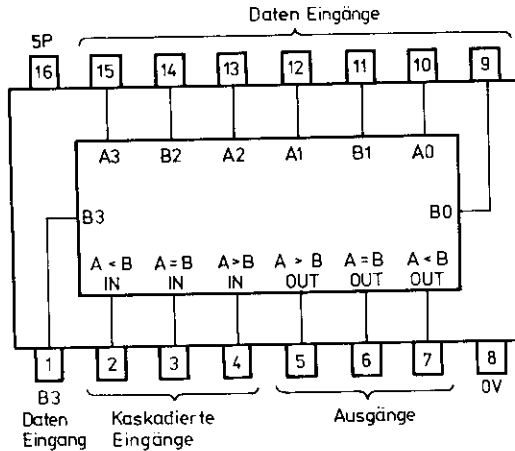 Daten Eingänge
5P
16 15 14 13 12 11 10 9
A3 B2 A2 A1 B1 A0
B3 B0
A < B A = B A > B A > B A = B A < B
IN IN IN OUT OUT OUT
1 2 3 4 5 6 7 8
B3 0V
Daten Kaskadierte Ausgänge
Eingang Eingänge